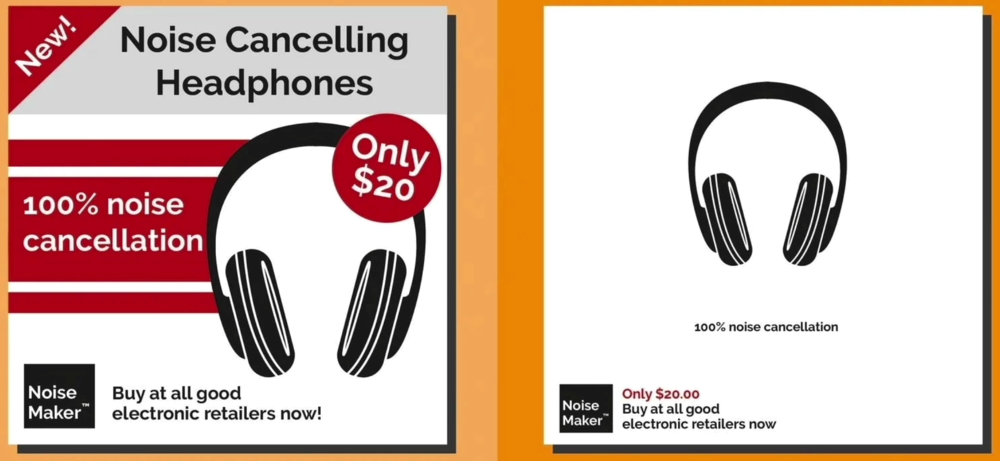 New!
Noise Cancelling
Headphones
Only
$20
100% noise
cancellation
Noise
Maker™
Buy at all good
electronic retailers now!
100% noise cancellation
Noise
Maker™
Only $20.00
Buy at all good
electronic retailers now